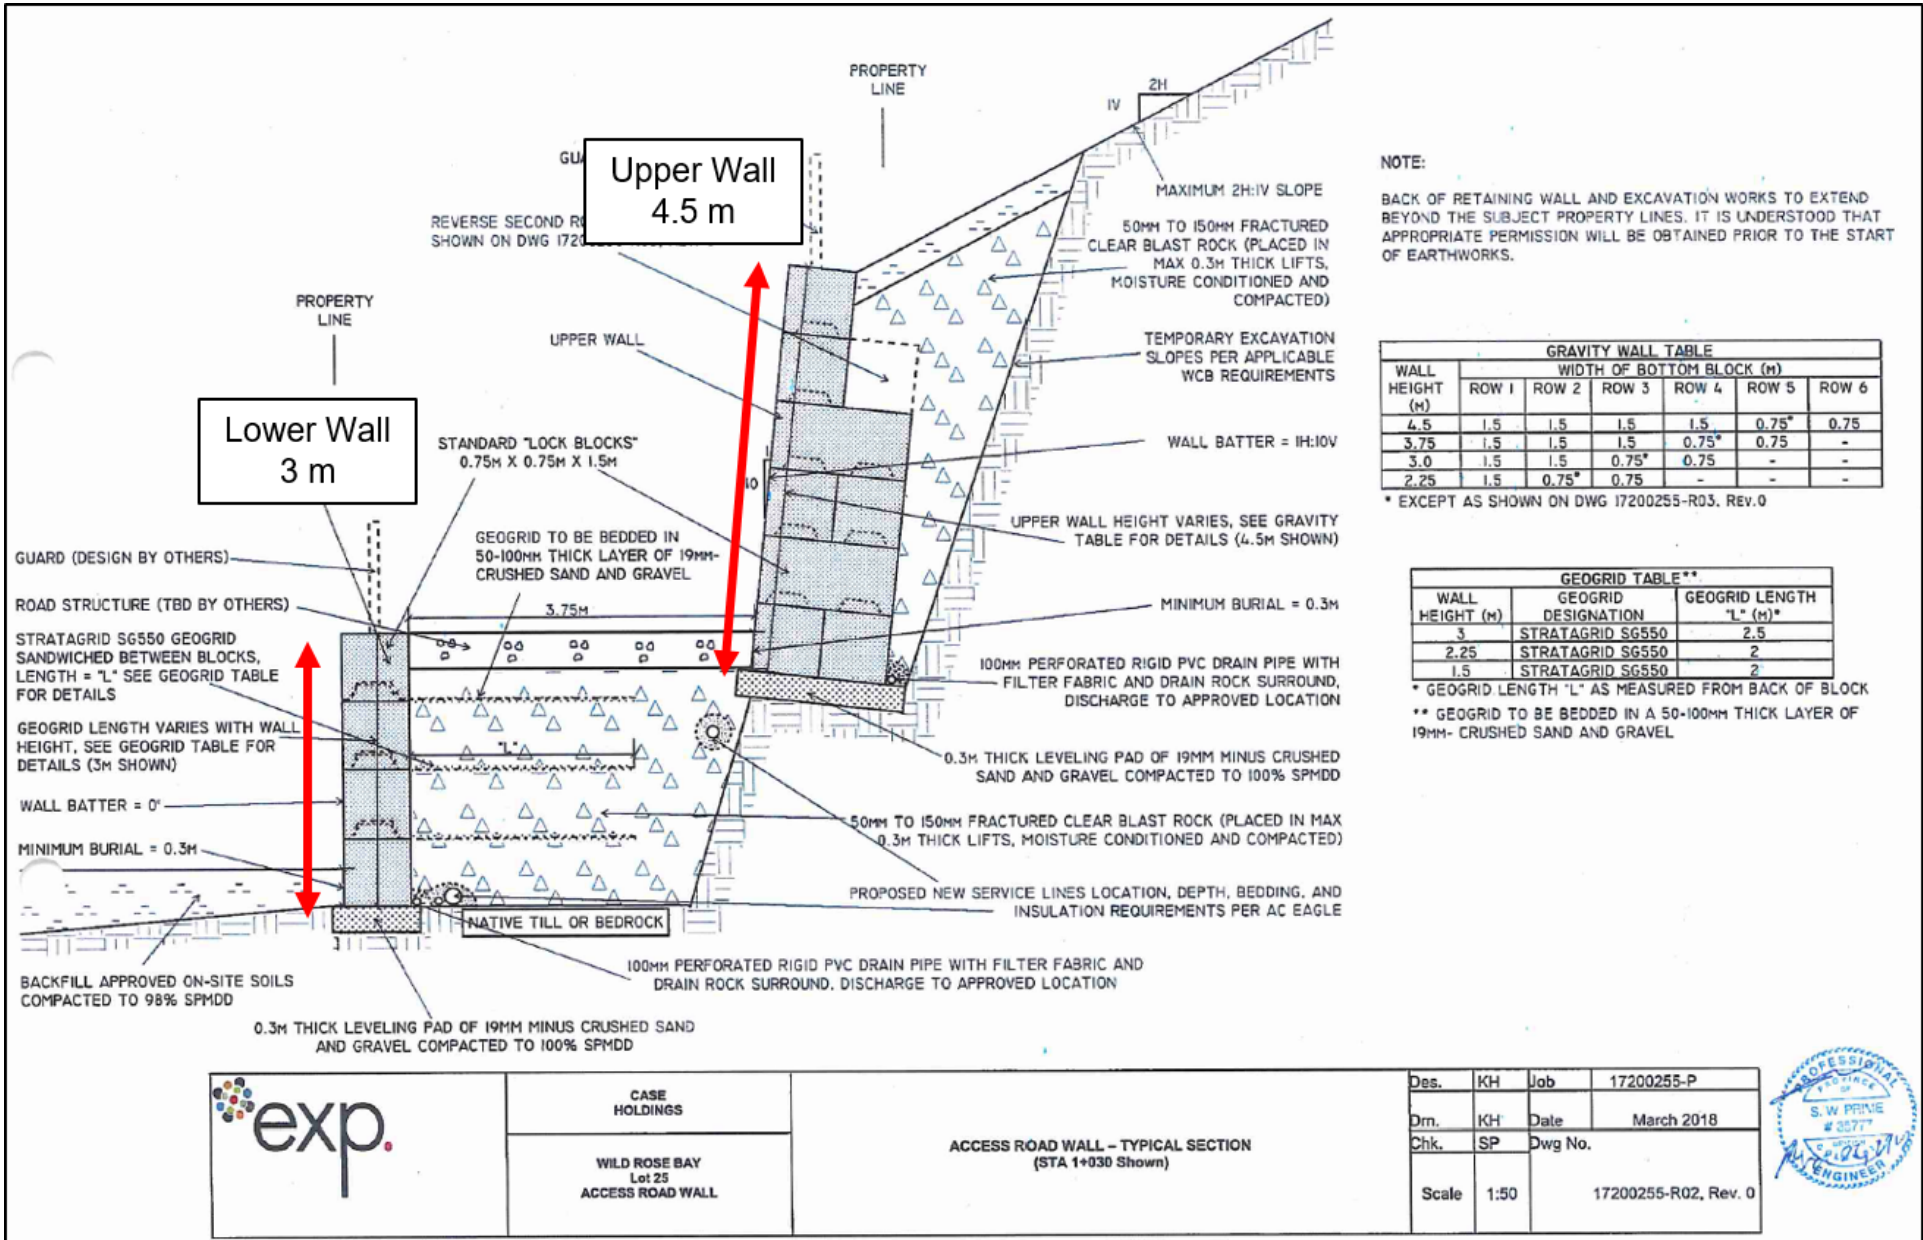 PROPERTY
LINE
2H
1V
GU
Upper Wall
4.5 m
REVERSE SECOND
SHOWN ON DWG
MAXIMUM 2H:1V SLOPE
50MM TO 150MM FRACTURED
CLEAR BLAST ROCK (PLACED IN
MAX 0.3M THICK LIFTS,
MOISTURE CONDITIONED AND
COMPACTED)
PROPERTY
LINE
UPPER WALL
TEMPORARY EXCAVATION
SLOPES PER APPLICABLE
WCB REQUIREMENTS
Lower Wall
3 m
STANDARD "LOCK BLOCKS"
0.75M X 0.75M X 1.5M
WALL BATTER = 1H:10V
10
UPPER WALL HEIGHT VARIES, SEE GRAVITY
TABLE FOR DETAILS (4.5M SHOWN)
GEOGRID TO BE BEDDED IN
50-100MM THICK LAYER OF 19MM-
CRUSHED SAND AND GRAVEL
GUARD (DESIGN BY OTHERS)
ROAD STRUCTURE (TBD BY OTHERS)
3.75M
MINIMUM BURIAL = 0.3M
STRATAGRID SG550 GEOGRID
SANDWICHED BETWEEN BLOCKS,
LENGTH = "L" SEE GEOGRID TABLE
FOR DETAILS
100MM PERFORATED RIGID PVC DRAIN PIPE WITH
FILTER FABRIC AND DRAIN ROCK SURROUND,
DISCHARGE TO APPROVED LOCATION
GEOGRID LENGTH VARIES WITH WALL
HEIGHT, SEE GEOGRID TABLE FOR
DETAILS (3M SHOWN)
"L"
0.3M THICK LEVELING PAD OF 19MM MINUS CRUSHED
SAND AND GRAVEL COMPACTED TO 100% SPMDD
WALL BATTER = 0°
50MM TO 150MM FRACTURED CLEAR BLAST ROCK (PLACED IN MAX
0.3M THICK LIFTS, MOISTURE CONDITIONED AND COMPACTED)
MINIMUM BURIAL = 0.3M
PROPOSED NEW SERVICE LINES LOCATION, DEPTH, BEDDING, AND
INSULATION REQUIREMENTS PER AC EAGLE
NATIVE TILL OR BEDROCK
BACKFILL APPROVED ON-SITE SOILS
COMPACTED TO 98% SPMDD
100MM PERFORATED RIGID PVC DRAIN PIPE WITH FILTER FABRIC AND
DRAIN ROCK SURROUND. DISCHARGE TO APPROVED LOCATION
0.3M THICK LEVELING PAD OF 19MM MINUS CRUSHED SAND
AND GRAVEL COMPACTED TO 100% SPMDD
NOTE:
BACK OF RETAINING WALL AND EXCAVATION WORKS TO EXTEND
BEYOND THE SUBJECT PROPERTY LINES. IT IS UNDERSTOOD THAT
APPROPRIATE PERMISSION WILL BE OBTAINED PRIOR TO THE START
OF EARTHWORKS.
GRAVITY WALL TABLE
WALL HEIGHT (M) WIDTH OF BOTTOM BLOCK (M)
ROW 1 ROW 2 ROW 3 ROW 4 ROW 5 ROW 6
4.5 1.5 1.5 1.5 1.5 0.75* 0.75
3.75 1.5 1.5 1.5 0.75* 0.75 -
3.0 1.5 1.5 0.75* 0.75 - -
2.25 1.5 0.75* 0.75 - - -
* EXCEPT AS SHOWN ON DWG 17200255-R03, REV.0
GEOGRID TABLE**
WALL GEOGRID GEOGRID LENGTH
HEIGHT (M) DESIGNATION "L" (M)*
3 STRATAGRID SG550 2.5
2.25 STRATAGRID SG550 2
1.5 STRATAGRID SG550 2
* GEOGRID LENGTH "L" AS MEASURED FROM BACK OF BLOCK
** GEOGRID TO BE BEDDED IN A 50-100MM THICK LAYER OF
19MM- CRUSHED SAND AND GRAVEL
exp.
CASE
HOLDINGS
WILD ROSE BAY
Lot 25
ACCESS ROAD WALL
ACCESS ROAD WALL – TYPICAL SECTION
(STA 1+030 Shown)
Des. KH Job 17200255-P
Drn. KH Date March 2018
Chk. SP Dwg No.
Scale 1:50 17200255-R02, Rev. 0
PROFESSIONAL
PROVINCE
OF
S. W PRIME
# 35777
ENGINEER